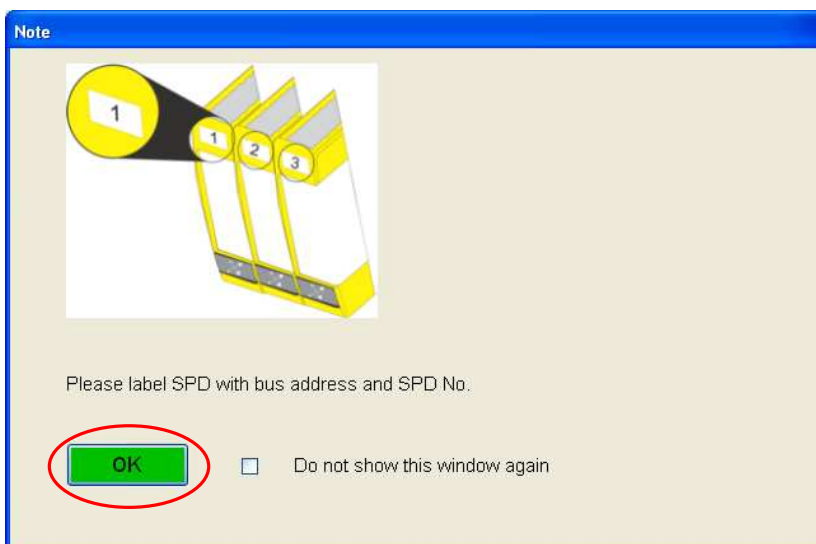 Note
1
1
2
3
Please label SPD with bus address and SPD No.
OK
Do not show this window again